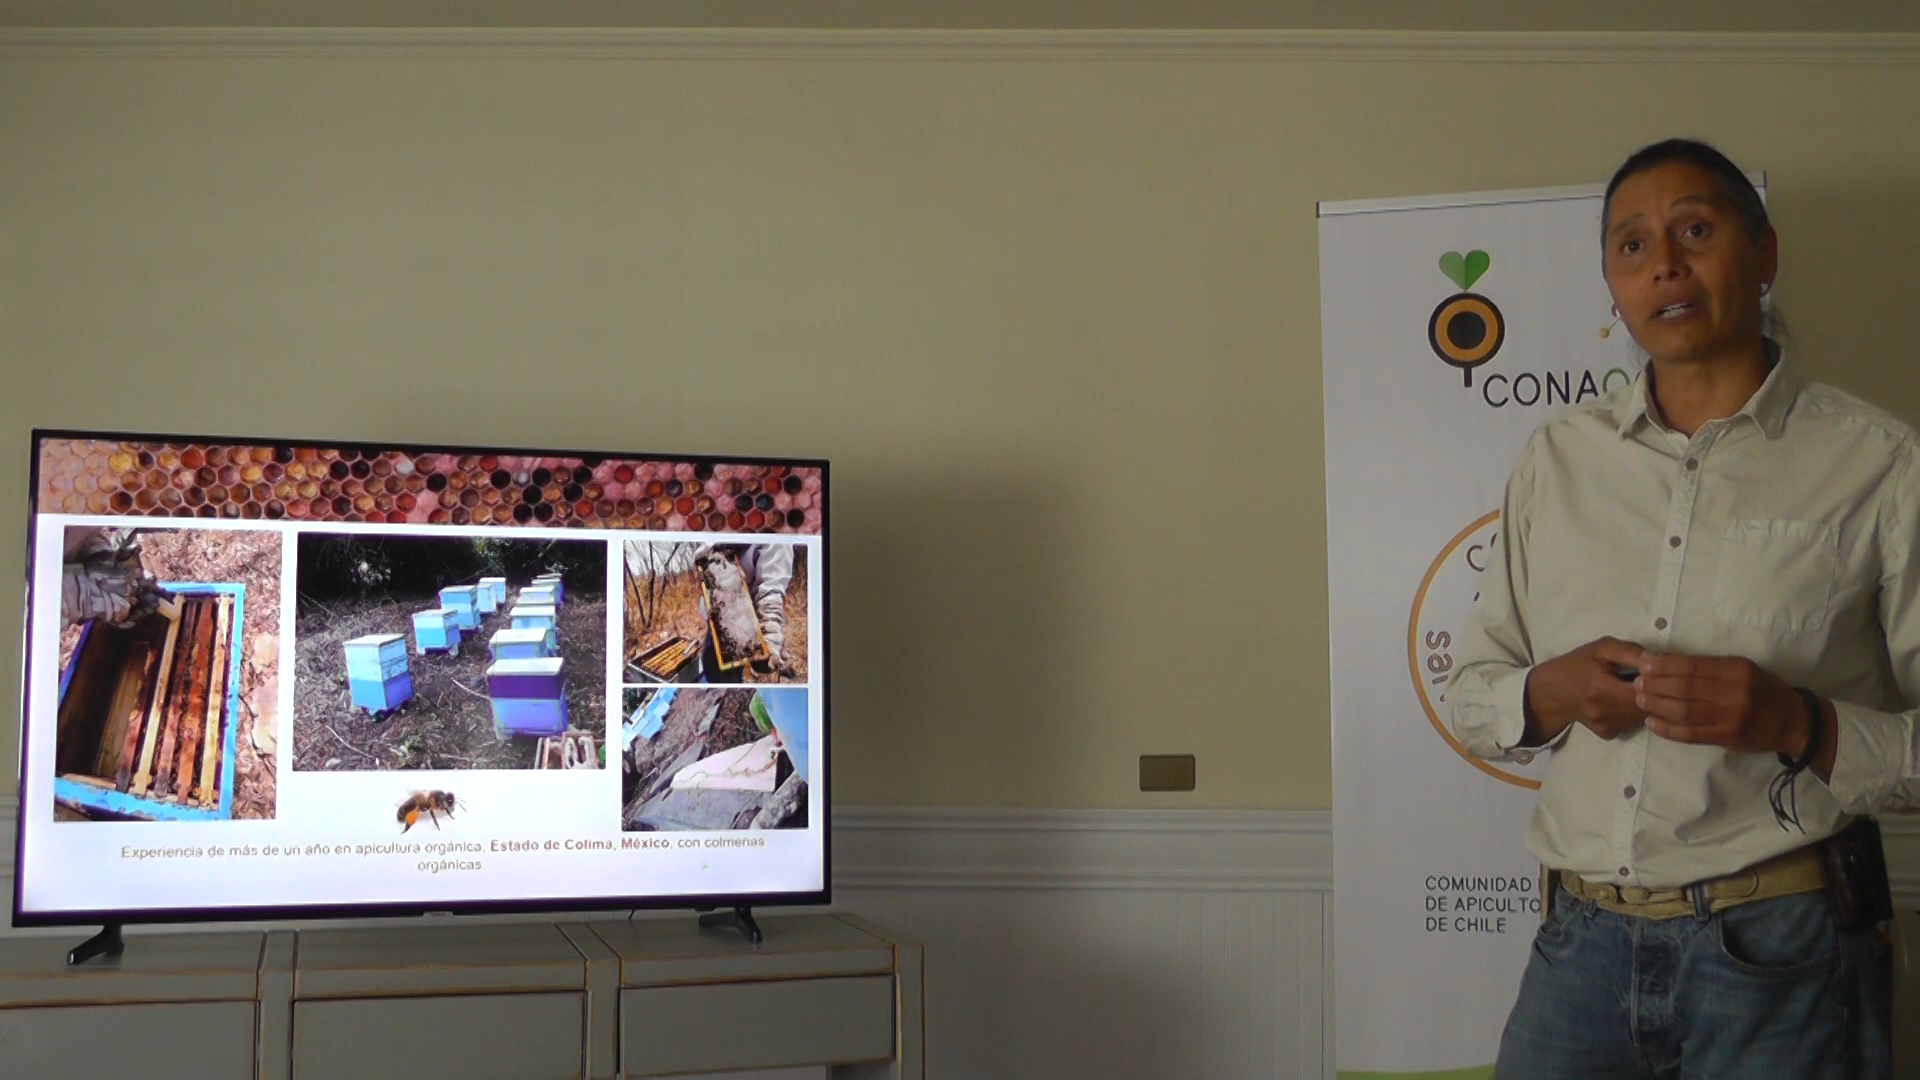 Experiencia de más de un año en apicultura orgánica, Estado de Colima, México, con colmenas
orgánicas.
CONAO
COMUNIDAD
DE APICULTO
DE CHILE